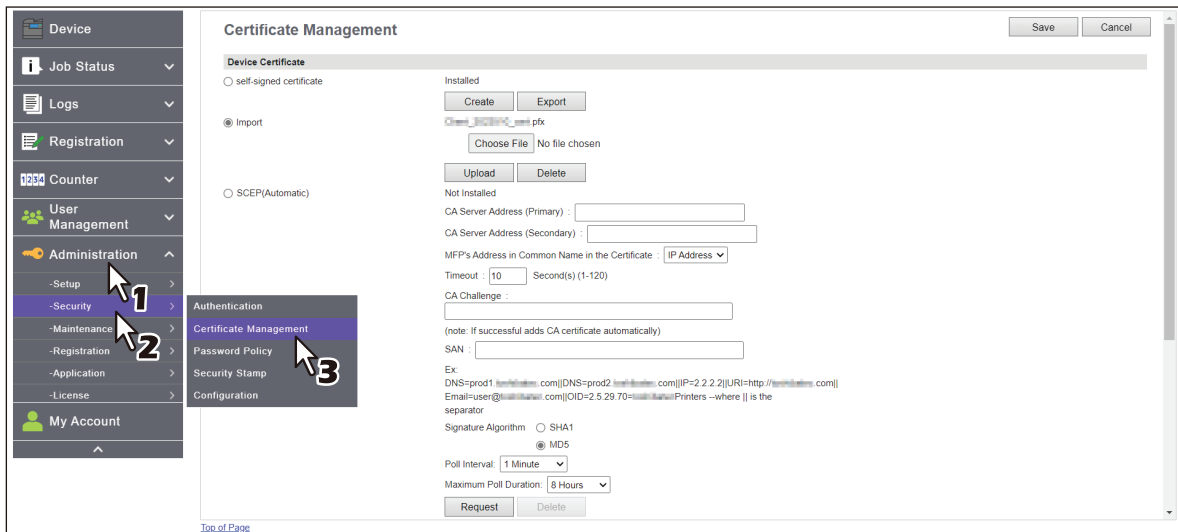 Device
Job Status
Logs
Registration
1234 Counter
User
Management
Administration
-Setup
1
-Security
-Maintenance
2
-Registration
-Application
-License
My Account
Authentication
Certificate Management
3
Password Policy
Security Stamp
Configuration
Certificate Management
Save Cancel
Device Certificate
self-signed certificate Installed
Create Export
Import .pfx
Choose File No file chosen
Upload Delete
SCEP(Automatic) Not Installed
CA Server Address (Primary) :
CA Server Address (Secondary) :
MFP's Address in Common Name in the Certificate : IP Address
Timeout : 10 Second(s) (1-120)
CA Challenge :
(note: If successful adds CA certificate automatically)
SAN :
Ex:
DNS=prod1. .com||DNS=prod2. .com||IP=2.2.2.2||URI=http:// .com||
Email=user@ .com||OID=2.5.29.70= Printers --where || is the
separator
Signature Algorithm SHA1
MD5
Poll Interval: 1 Minute
Maximum Poll Duration: 8 Hours
Request Delete
Top of Page